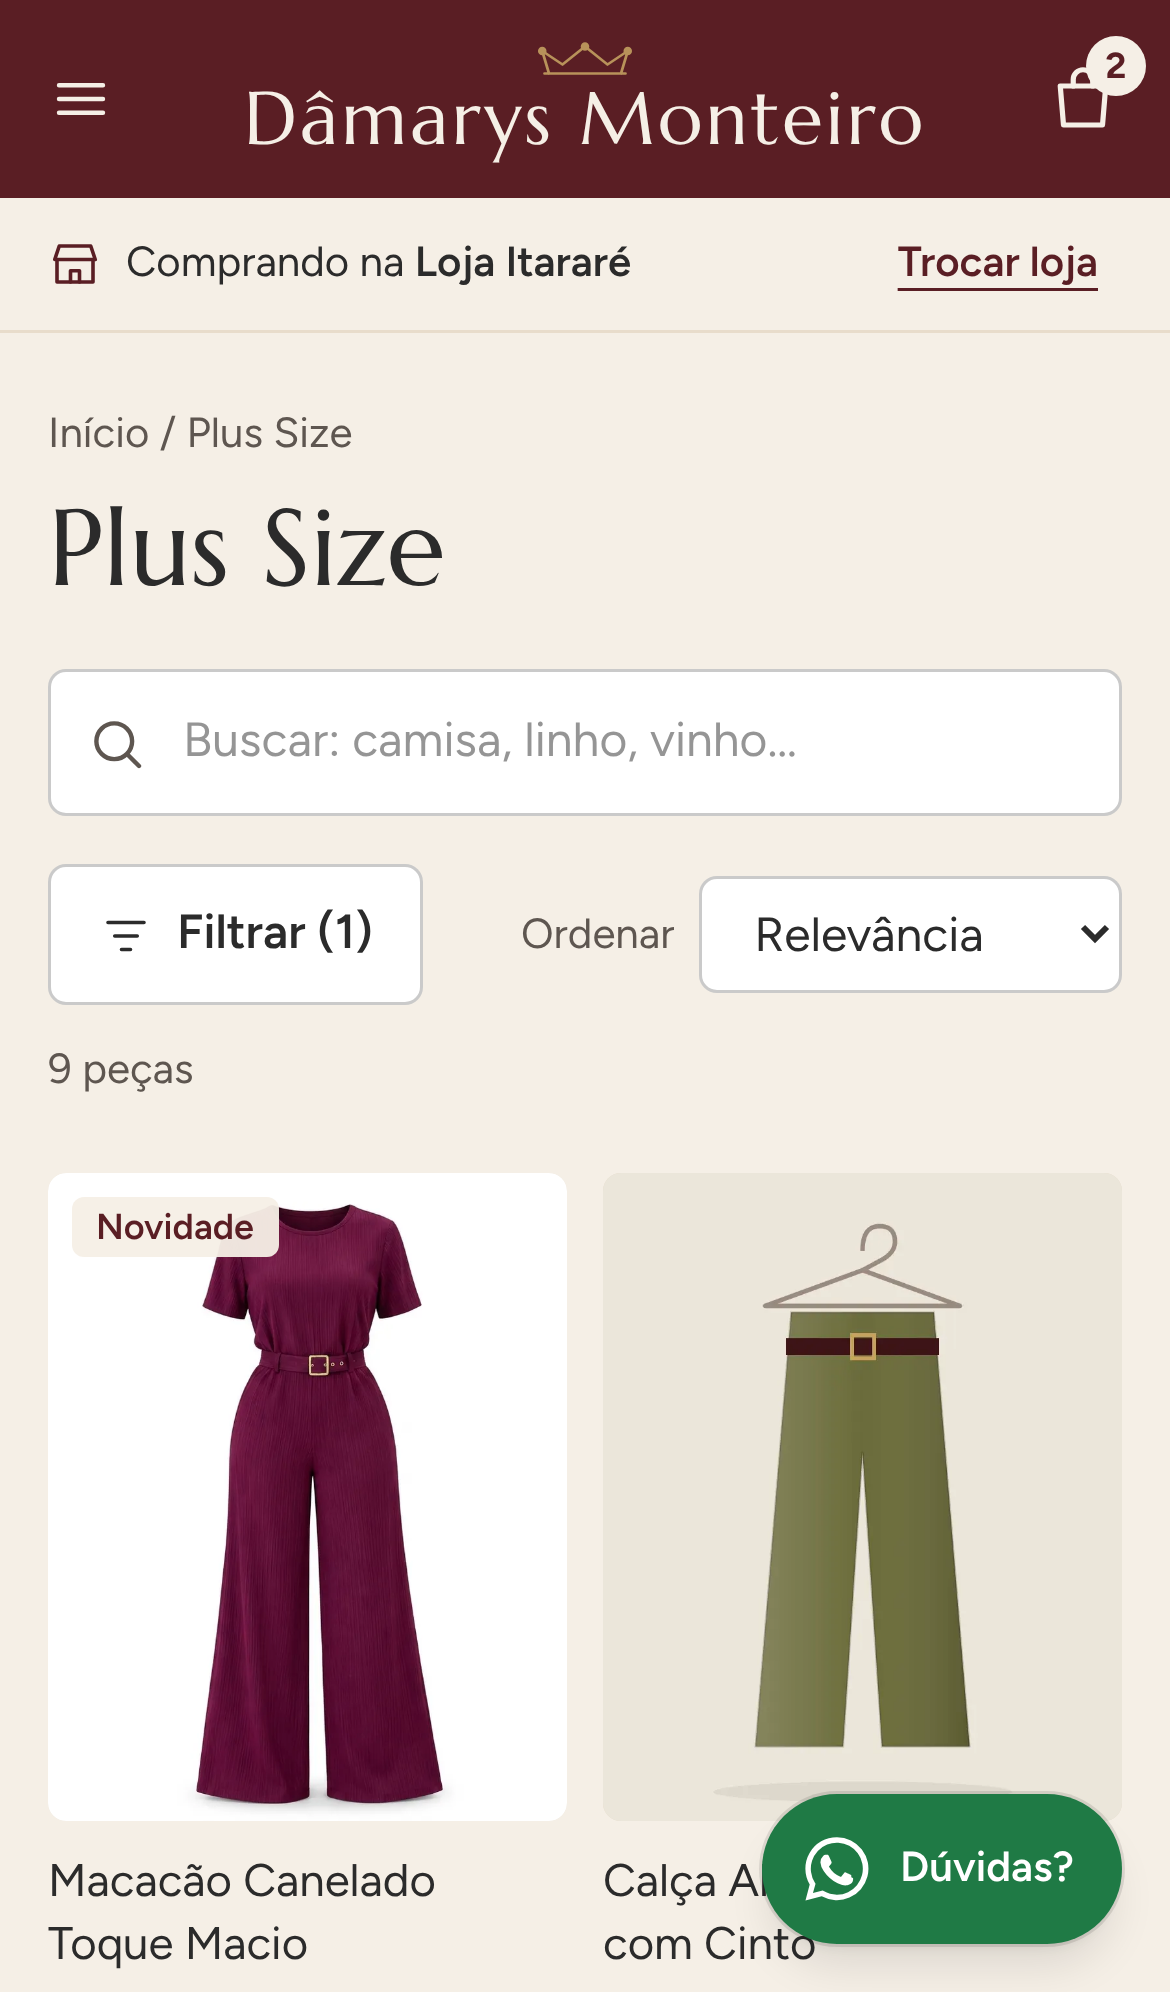 Dâmarys Monteiro
2
Comprando na Loja Itararé
Trocar loja
Início / Plus Size
Plus Size
Buscar: camisa, linho, vinho...
Filtrar (1)
Ordenar
Relevância
9 peças
Novidade
Macacão Canelado
Toque Macio
Calça
com Cinto
Dúvidas?